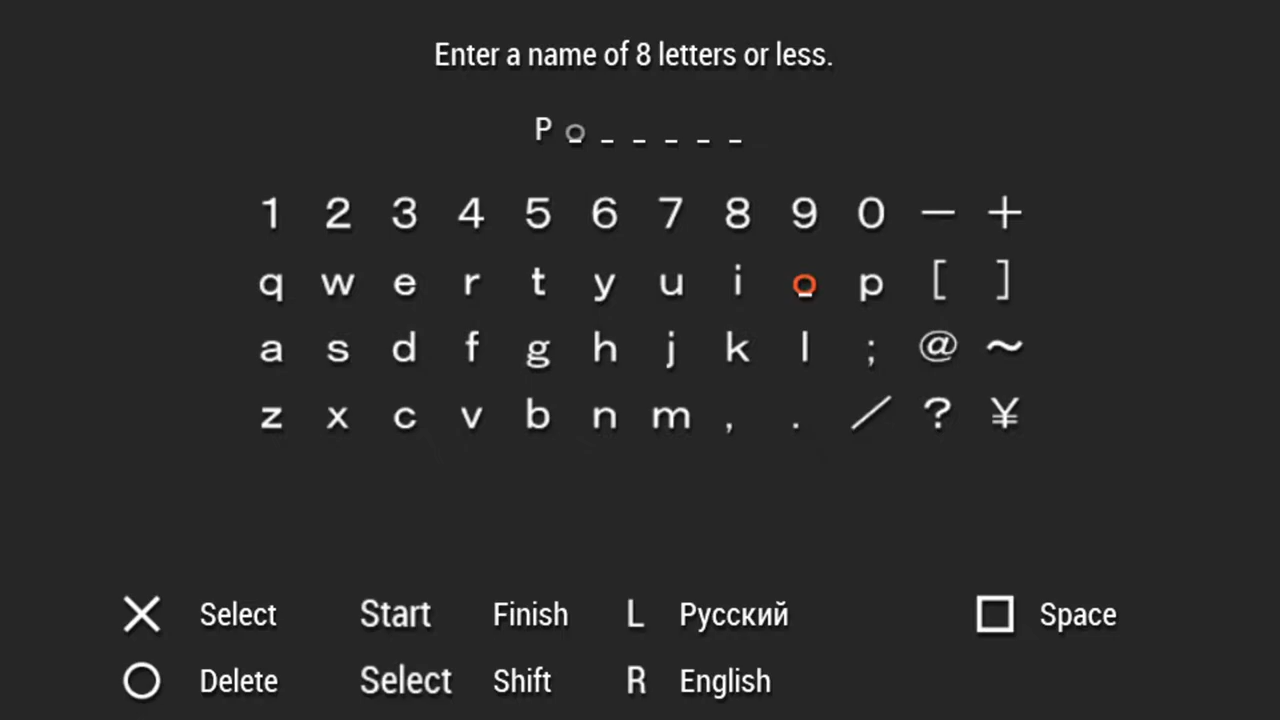 Enter a name of 8 letters or less.
P o _ _ _ _ _
1 2 3 4 5 6 7 8 9 0 － ＋
q w e r t y u i o p [ ]
a s d f g h j k l ; @ ～
z x c v b n m , . ／ ? ¥
Select Start Finish L Русский Space
Delete Select Shift R English